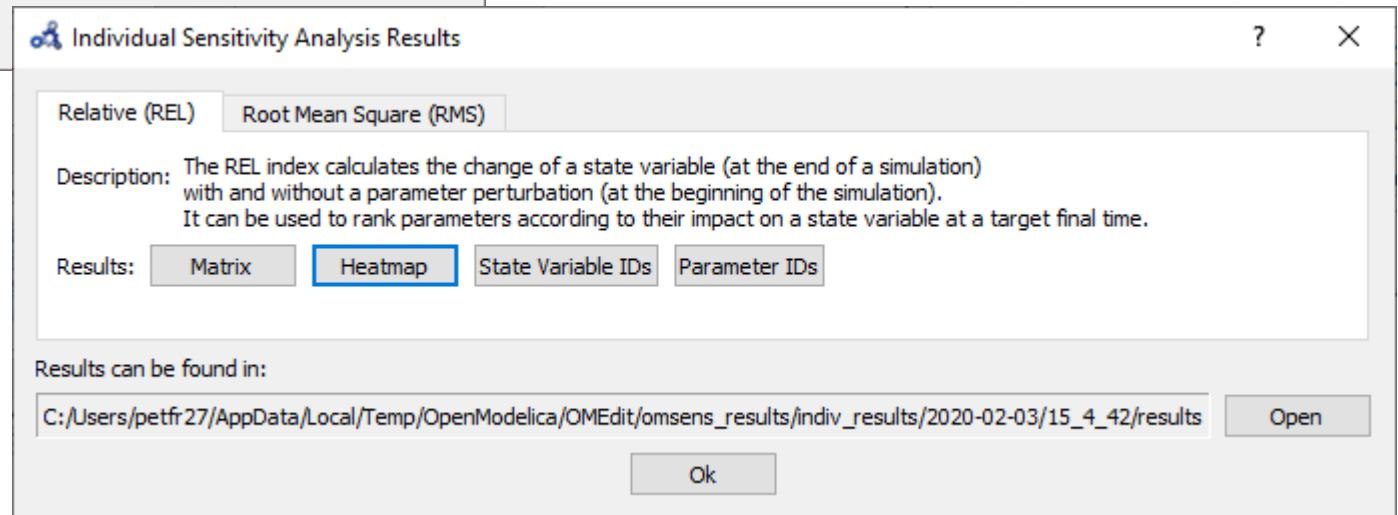 Individual Sensitivity Analysis Results ?
Relative (REL) Root Mean Square (RMS)
Description: The REL index calculates the change of a state variable (at the end of a simulation)
with and without a parameter perturbation (at the beginning of the simulation).
It can be used to rank parameters according to their impact on a state variable at a target final time.
Results: Matrix Heatmap State Variable IDs Parameter IDs
Results can be found in:
C:/Users/petfr27/AppData/Local/Temp/OpenModelica/OMEdit/omsens_results/indiv_results/2020-02-03/15_4_42/results Open
Ok